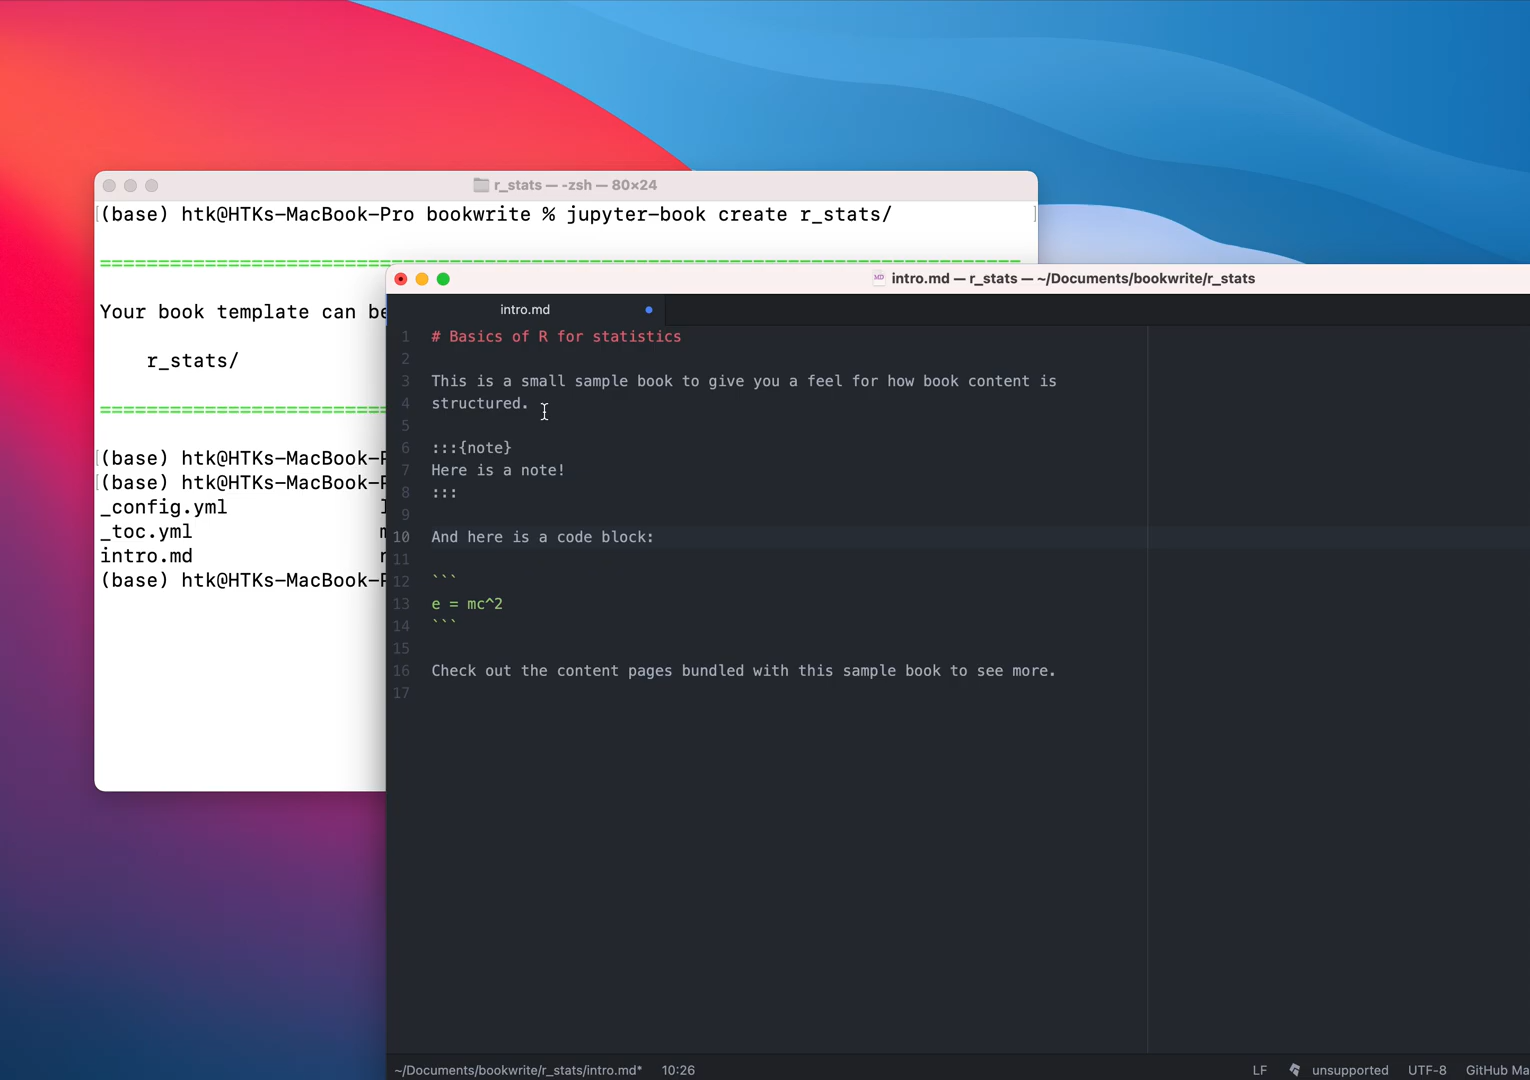 r_stats — -zsh — 80×24
(base) htk@HTKs-MacBook-Pro bookwrite % jupyter-book create r_stats/
===============================================================================
Your book template can be
r_stats/
(base) htk@HTKs-MacBook-P
(base) htk@HTKs-MacBook-P
_config.yml
_toc.yml
intro.md
(base) htk@HTKs-MacBook-P
intro.md — r_stats — ~/Documents/bookwrite/r_stats
intro.md
1 # Basics of R for statistics
2
3 This is a small sample book to give you a feel for how book content is
4 structured.
5
6 :::{note}
7 Here is a note!
8 :::
9
10 And here is a code block:
11
12 ```
13 e = mc^2
14 ```
15
16 Check out the content pages bundled with this sample book to see more.
17
~/Documents/bookwrite/r_stats/intro.md* 10:26 LF unsupported UTF-8 GitHub Ma